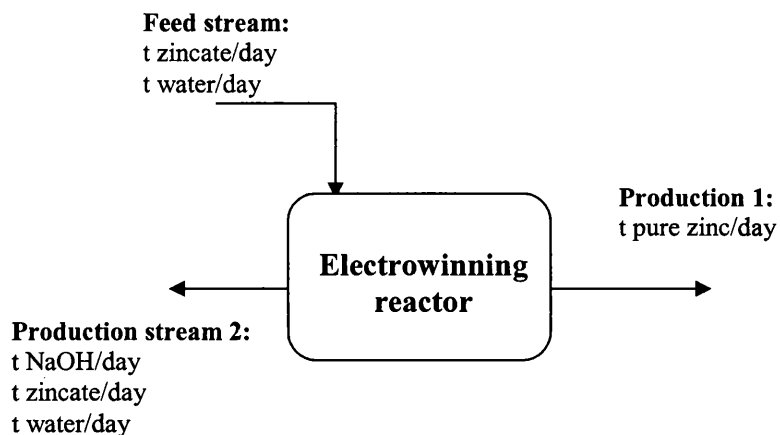 Feed stream:
t zincate/day
t water/day
Production 1:
t pure zinc/day
Electrowinning
reactor
Production stream 2:
t NaOH/day
t zincate/day
t water/day